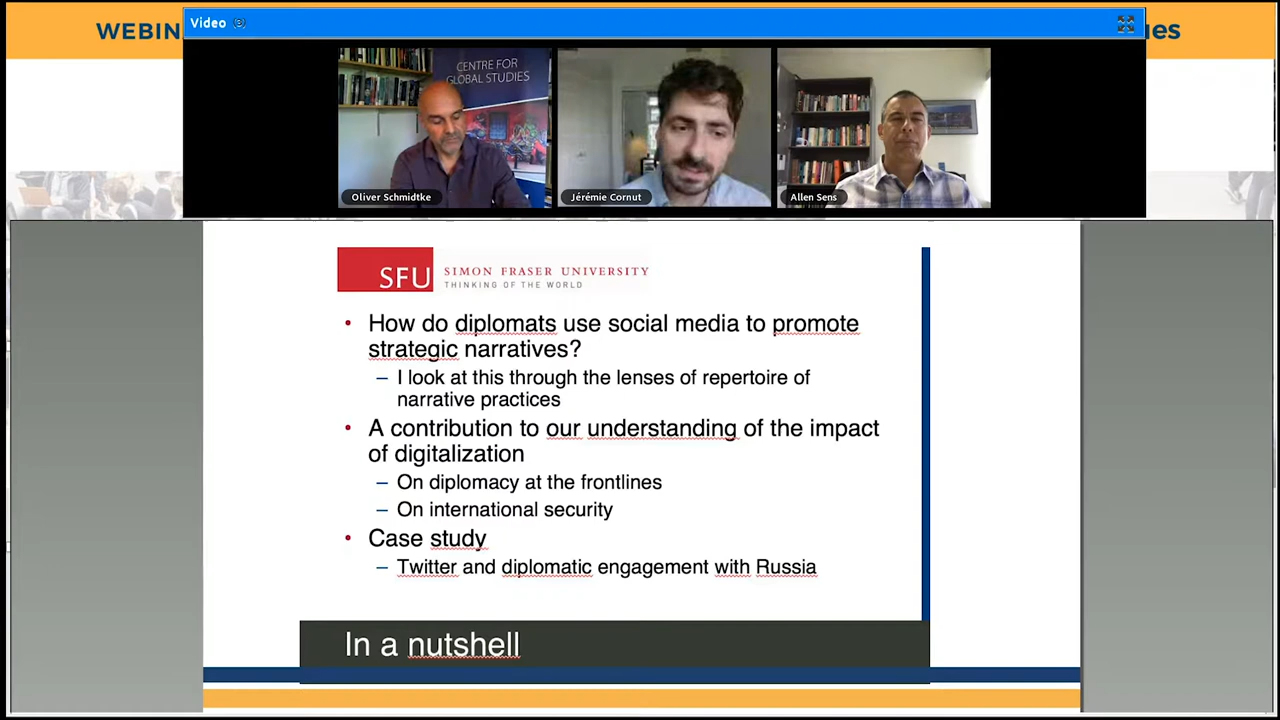 WEBIN
ues
Video (3)
CENTRE FOR
GLOBAL STUDIES
Oliver Schmidtke
Jérémie Cornut
Allen Sens
SFU
SIMON FRASER UNIVERSITY
THINKING OF THE WORLD
• How do diplomats use social media to promote
strategic narratives?
– I look at this through the lenses of repertoire of
narrative practices
• A contribution to our understanding of the impact
of digitalization
– On diplomacy at the frontlines
– On international security
• Case study
– Twitter and diplomatic engagement with Russia
In a nutshell